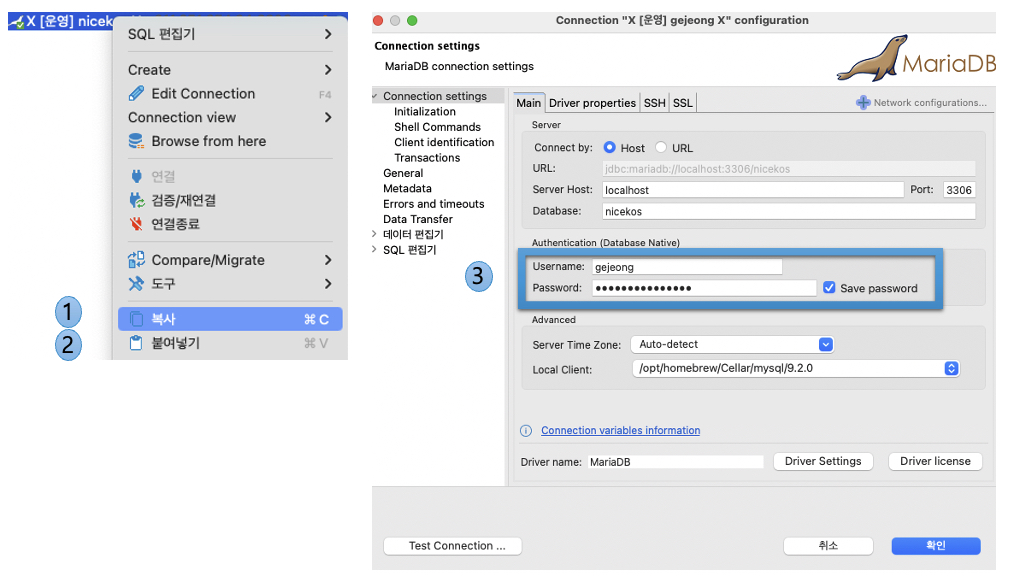 X [운영] nicek
SQL 편집기
Create
Edit Connection F4
Connection view
Browse from here
연결
검증/재연결
연결종료
Compare/Migrate
도구
1
복사 ⌘ C
2
붙여넣기 ⌘ V
Connection "X [운영] gejeong X" configuration
Connection settings
MariaDB connection settings
MariaDB
Connection settings
Initialization
Shell Commands
Client identification
Transactions
General
Metadata
Errors and timeouts
Data Transfer
데이터 편집기
SQL 편집기
Main Driver properties SSH SSL Network configurations...
Server
Connect by: Host URL
URL: jdbc:mariadb://localhost:3306/nicekos
Server Host: localhost Port: 3306
Database: nicekos
Authentication (Database Native)
3
Username: gejeong
Password: ••••••••••••••• Save password
Advanced
Server Time Zone: Auto-detect
Local Client: /opt/homebrew/Cellar/mysql/9.2.0
Connection variables information
Driver name: MariaDB Driver Settings Driver license
Test Connection ... 취소 확인